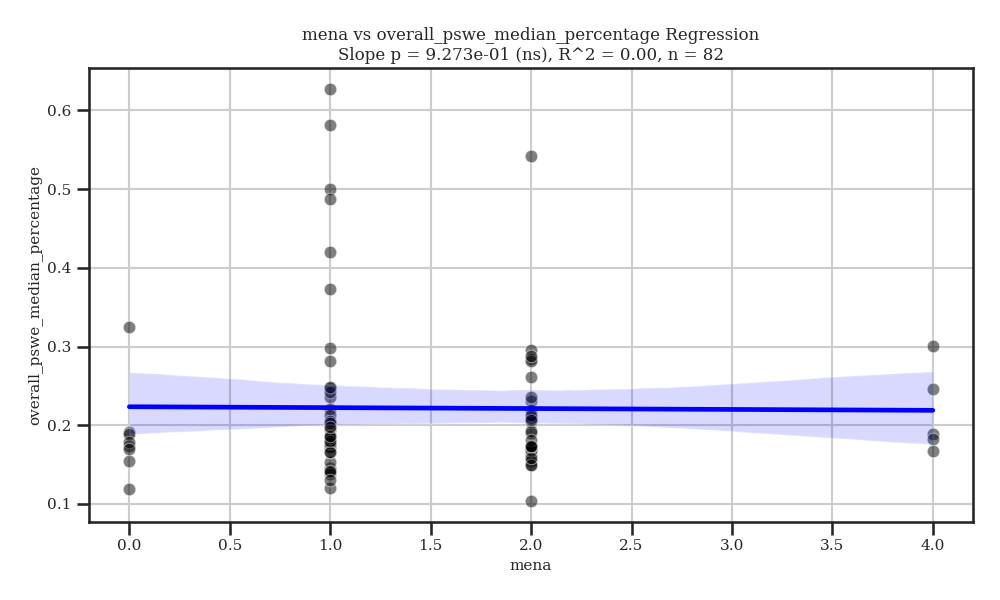 mena vs overall_pswe_median_percentage Regression
Slope p = 9.273e-01 (ns), R^2 = 0.00, n = 82
overall_pswe_median_percentage
0.6
0.5
0.4
0.3
0.2
0.1
0.0 0.5 1.0 1.5 2.0 2.5 3.0 3.5 4.0
mena